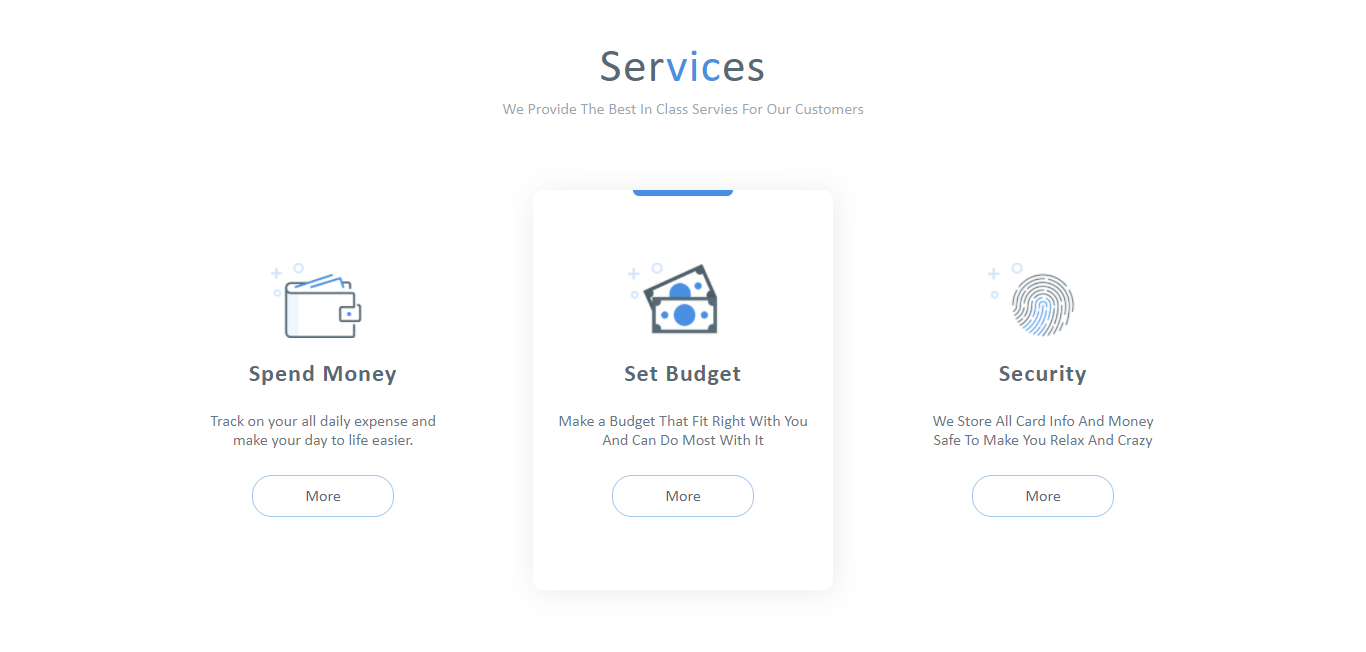 Services
We Provide The Best In Class Servies For Our Customers
Spend Money
Track on your all daily expense and
make your day to life easier.
More
Set Budget
Make a Budget That Fit Right With You
And Can Do Most With It
More
Security
We Store All Card Info And Money
Safe To Make You Relax And Crazy
More